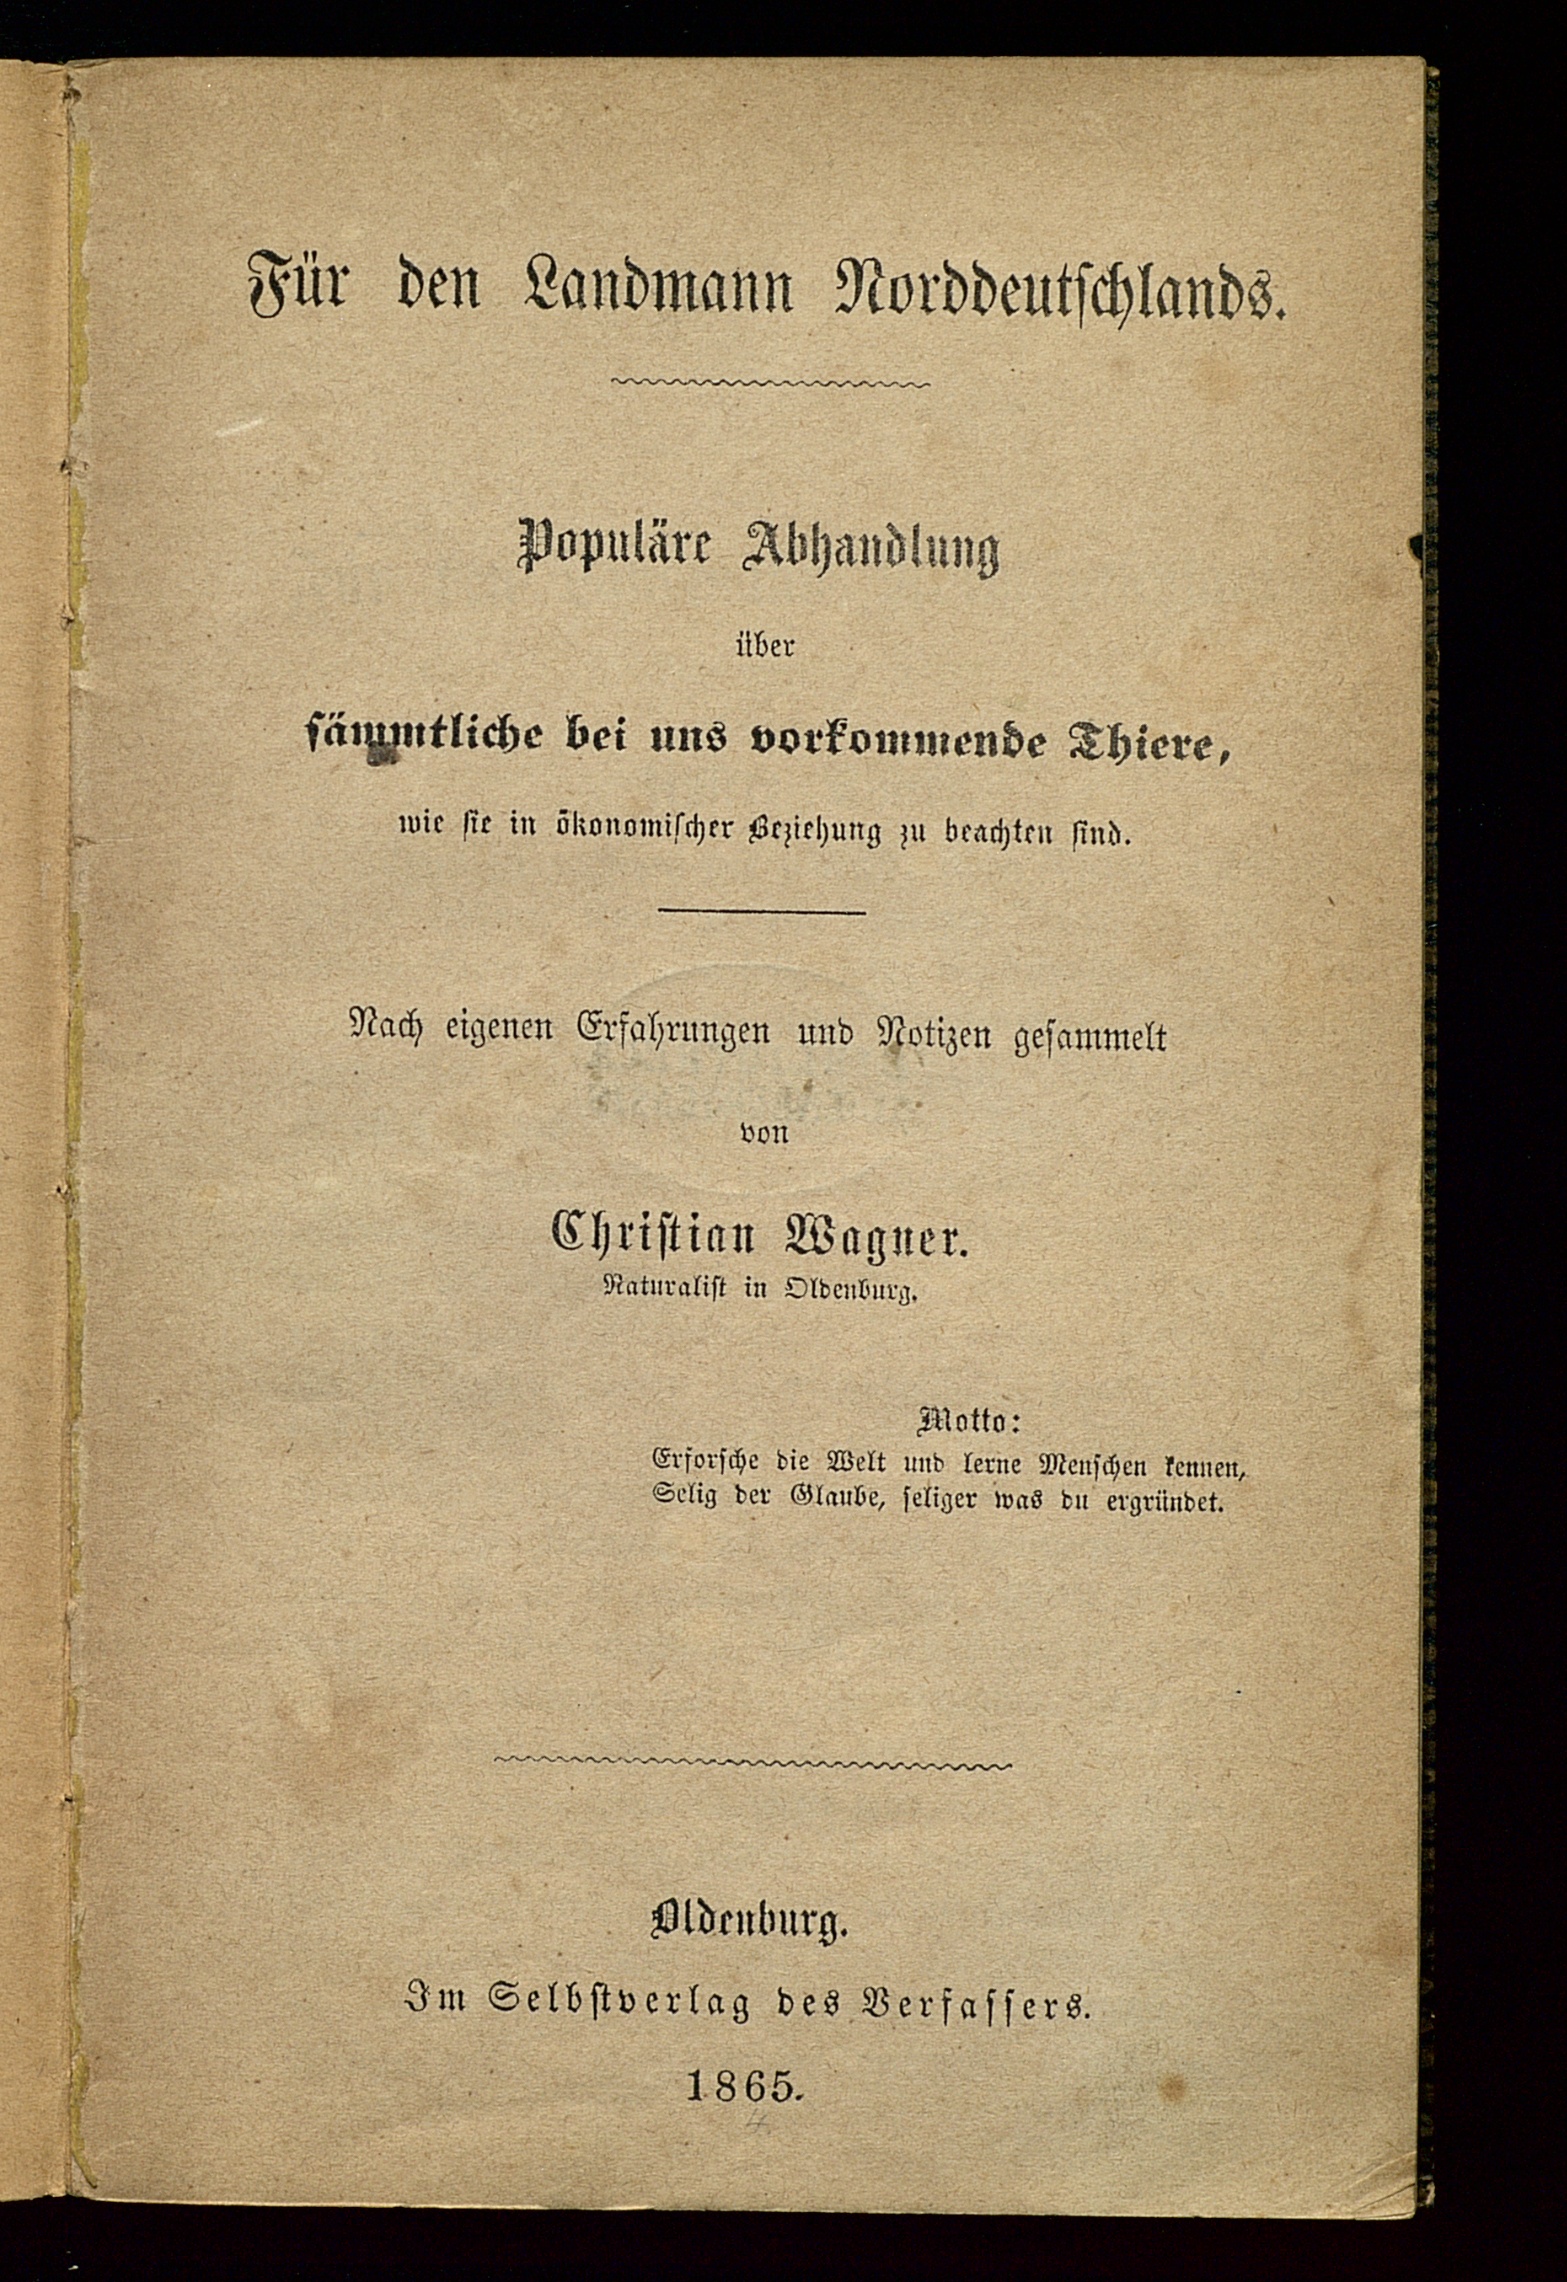 Für den Landmann Norddeutschlands.
Populäre Abhandlung
über
sämmtliche bei uns vorkommende Thiere,
wie sie in ökonomischer Beziehung zu beachten sind.
Nach eigenen Erfahrungen und Notizen gesammelt
von
Christian Wagner.
Naturalist in Oldenburg.
Motto:
Erforsche die Welt und lerne Menschen kennen,
Selig der Glaube, seliger was du ergründet.
Oldenburg.
Im Selbstverlag des Verfassers.
1865.
4